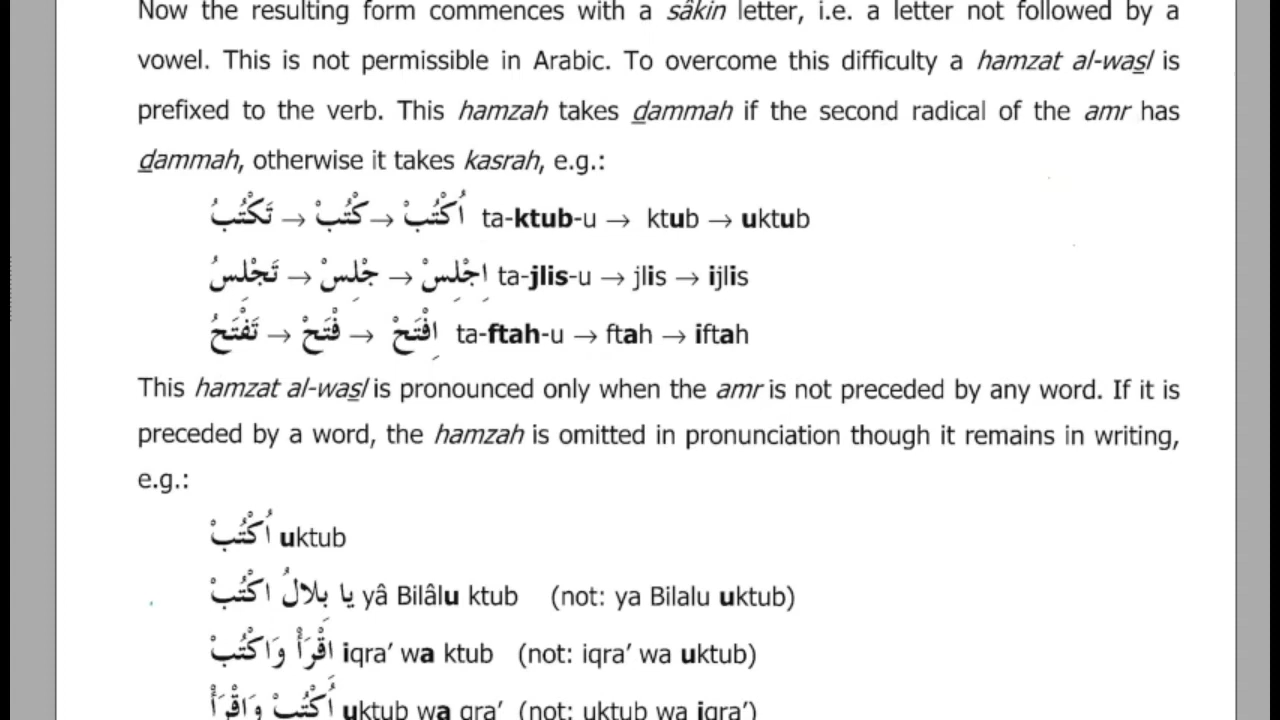 Now the resulting form commences with a sâkin letter, i.e. a letter not followed by a
vowel. This is not permissible in Arabic. To overcome this difficulty a hamzat al-waṣl is
prefixed to the verb. This hamzah takes ḍammah if the second radical of the amr has
ḍammah, otherwise it takes kasrah, e.g.:
تَكْتُبُ → كْتُبْ → اُكْتُبْ ta-ktub-u → ktub → uktub
تَجْلِسُ → جْلِسْ → اِجْلِسْ ta-jlis-u → jlis → ijlis
تَفْتَحُ → فْتَحْ → اِفْتَحْ ta-ftah-u → ftah → iftah
This hamzat al-waṣl is pronounced only when the amr is not preceded by any word. If it is
preceded by a word, the hamzah is omitted in pronunciation though it remains in writing,
e.g.:
اُكْتُبْ uktub
يا بِلالُ اكْتُبْ yâ Bilâlu ktub (not: ya Bilalu uktub)
اِقْرَأْ وَاكْتُبْ iqra’ wa ktub (not: iqra’ wa uktub)
اُكْتُبْ وَاقْرَأْ uktub wa qra’ (not: uktub wa iqra’)